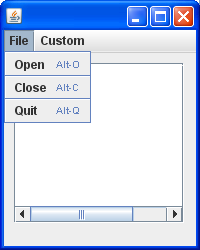 File Custom
Open Alt-O
Close Alt-C
Quit Alt-Q